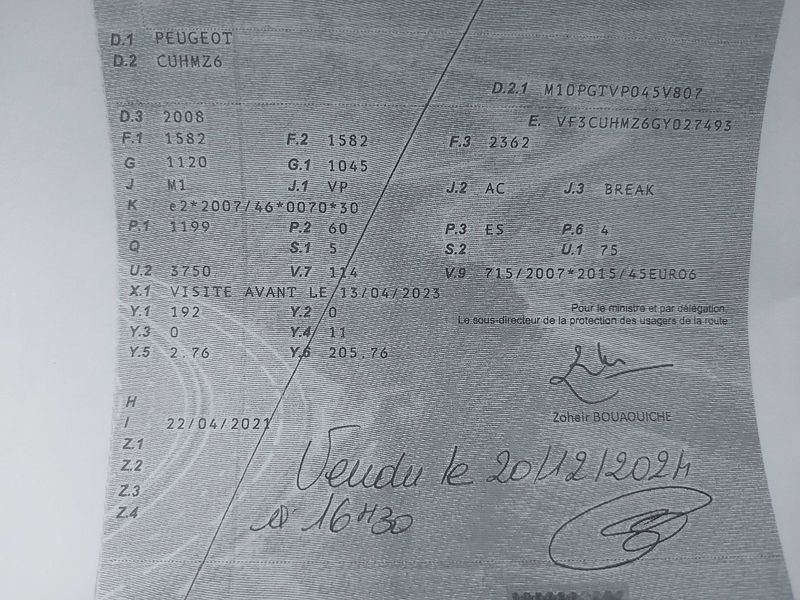 D.1 PEUGEOT
D.2 CUHMZ6
D.2.1 M10PGTVP045V807
D.3 2008
E. VF3CUHMZ6GY027493
F.1 1582 F.2 1582 F.3 2362
G 1120 G.1 1045
J M1 J.1 VP J.2 AC J.3 BREAK
K e2*2007/46*0070*30
P.1 1199 P.2 60 P.3 ES P.6 4
Q S.1 5 S.2 U.1 75
U.2 3750 V.7 114 V.9 715/2007*2015/45EURO6
X.1 VISITE AVANT LE 13/04/2023
Y.1 192 Y.2 0
Pour le ministre et par délégation,
Le sous-directeur de la protection des usagers de la route
Y.3 0 Y.4 11
Y.5 2.76 Y.6 205.76
H
Zoheir BOUAOUICHE
I 22/04/2021
Z.1
Z.2
Z.3
Z.4
Vendu le 20/12/2024
à 16H30